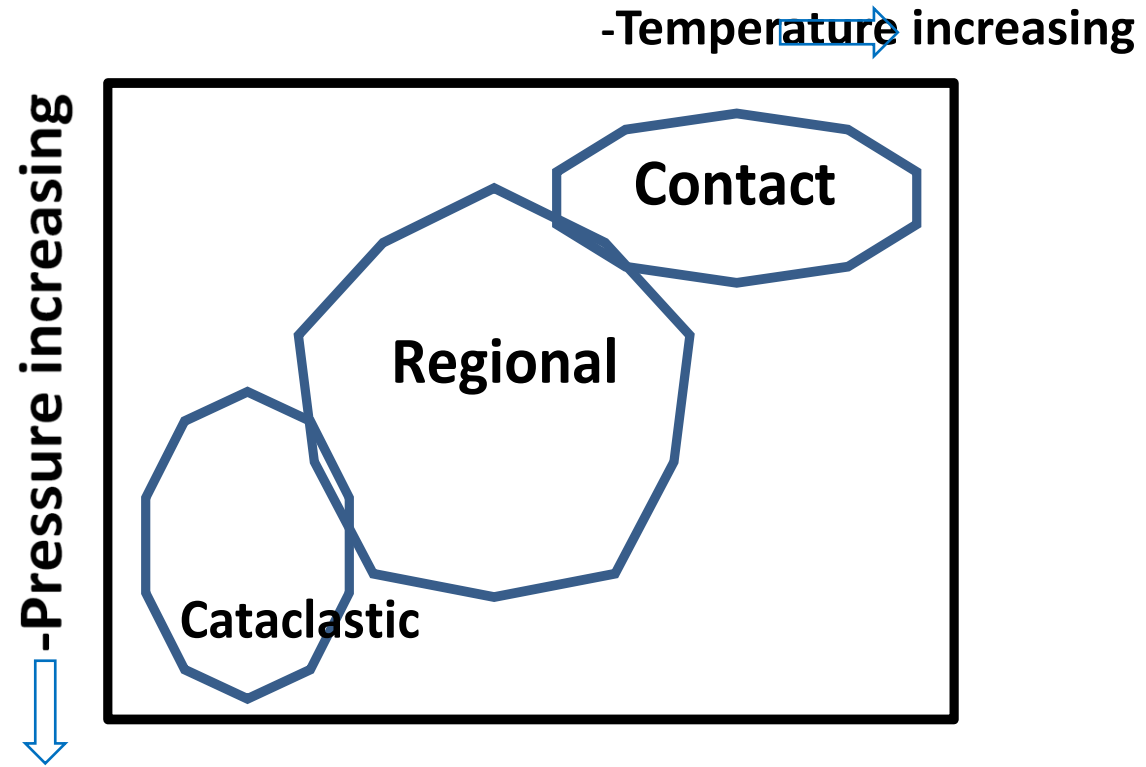 -Temperature increasing
-Pressure increasing
Contact
Regional
Cataclastic